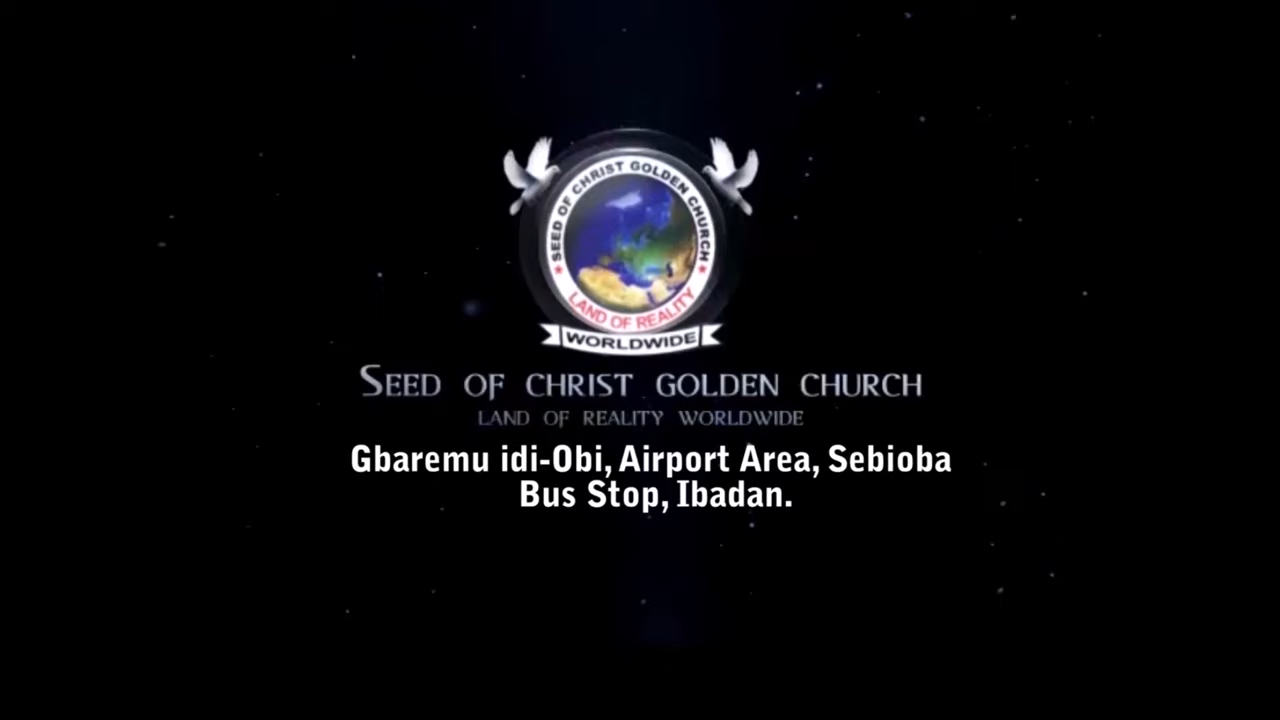 SEED OF CHRIST GOLDEN CHURCH
LAND OF REALITY
WORLDWIDE
SEED OF CHRIST GOLDEN CHURCH
LAND OF REALITY WORLDWIDE
Gbaremu idi-Obi, Airport Area, Sebioba
Bus Stop, Ibadan.